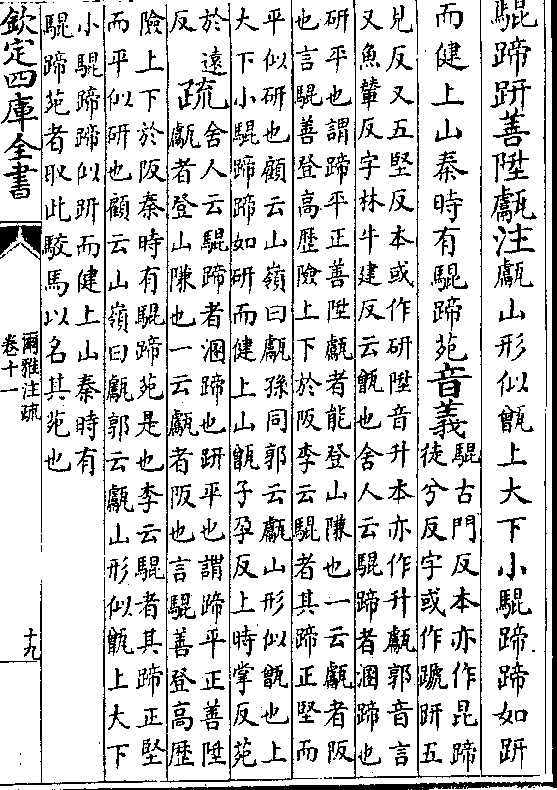 騉蹄趼善陞甗注甗山形似甑上大下小騉蹄蹄如趼
而健上山秦時有騉蹄苑音義
騉古門反本亦作昆蹄
徒兮反字或作蹏趼五
見反又五堅反本或作研陞音升本亦作升甗郭音言
又魚輦反字林牛建反云甑也舍人云騉蹄者溷蹄也
研平也謂蹄平正善陞甗者能登山隒也一云甗者阪
也言騉善登高歷險上下於阪李云騉者其蹄正堅而
平似研也顧云山嶺曰甗孫同郭云甗山形似甑也上
大下小騉蹄蹄如研而健上山甑子孕反上時掌反苑
於遠
反
疏
舍人云騉蹄者溷蹄也趼平也謂蹄平正善陞
甗者登山隒也一云甗者阪也言騉善登高歷
險上下於阪秦時有騉蹄苑是也李云騉者其蹄正堅
而平似研也顧云山嶺曰甗郭云甗山形似甑上大下
小騉蹄蹄似趼而健上山秦時有
騉蹄苑者取此駮馬以名其苑也
欽定四庫全書
爾雅注疏
卷十一
十九